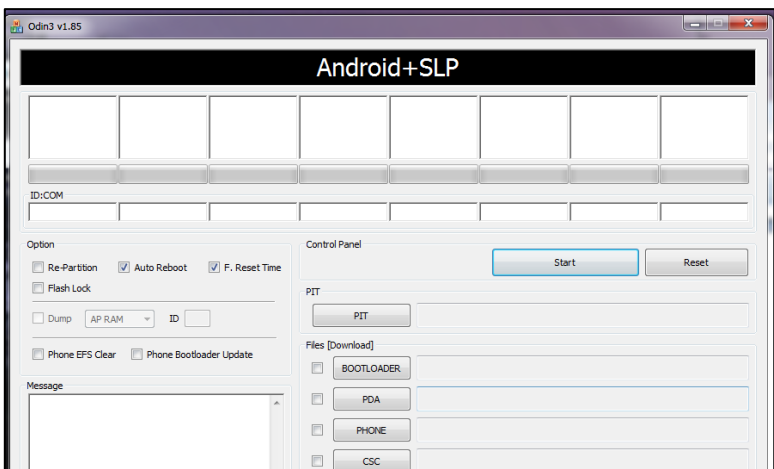 Odin3 v1.85
Android+SLP
ID:COM
Option
Re-Partition Auto Reboot F. Reset Time
Flash Lock
Dump AP RAM ID
Phone EFS Clear Phone Bootloader Update
Message
Control Panel
Start Reset
PIT
PIT
Files [Download]
BOOTLOADER
PDA
PHONE
CSC